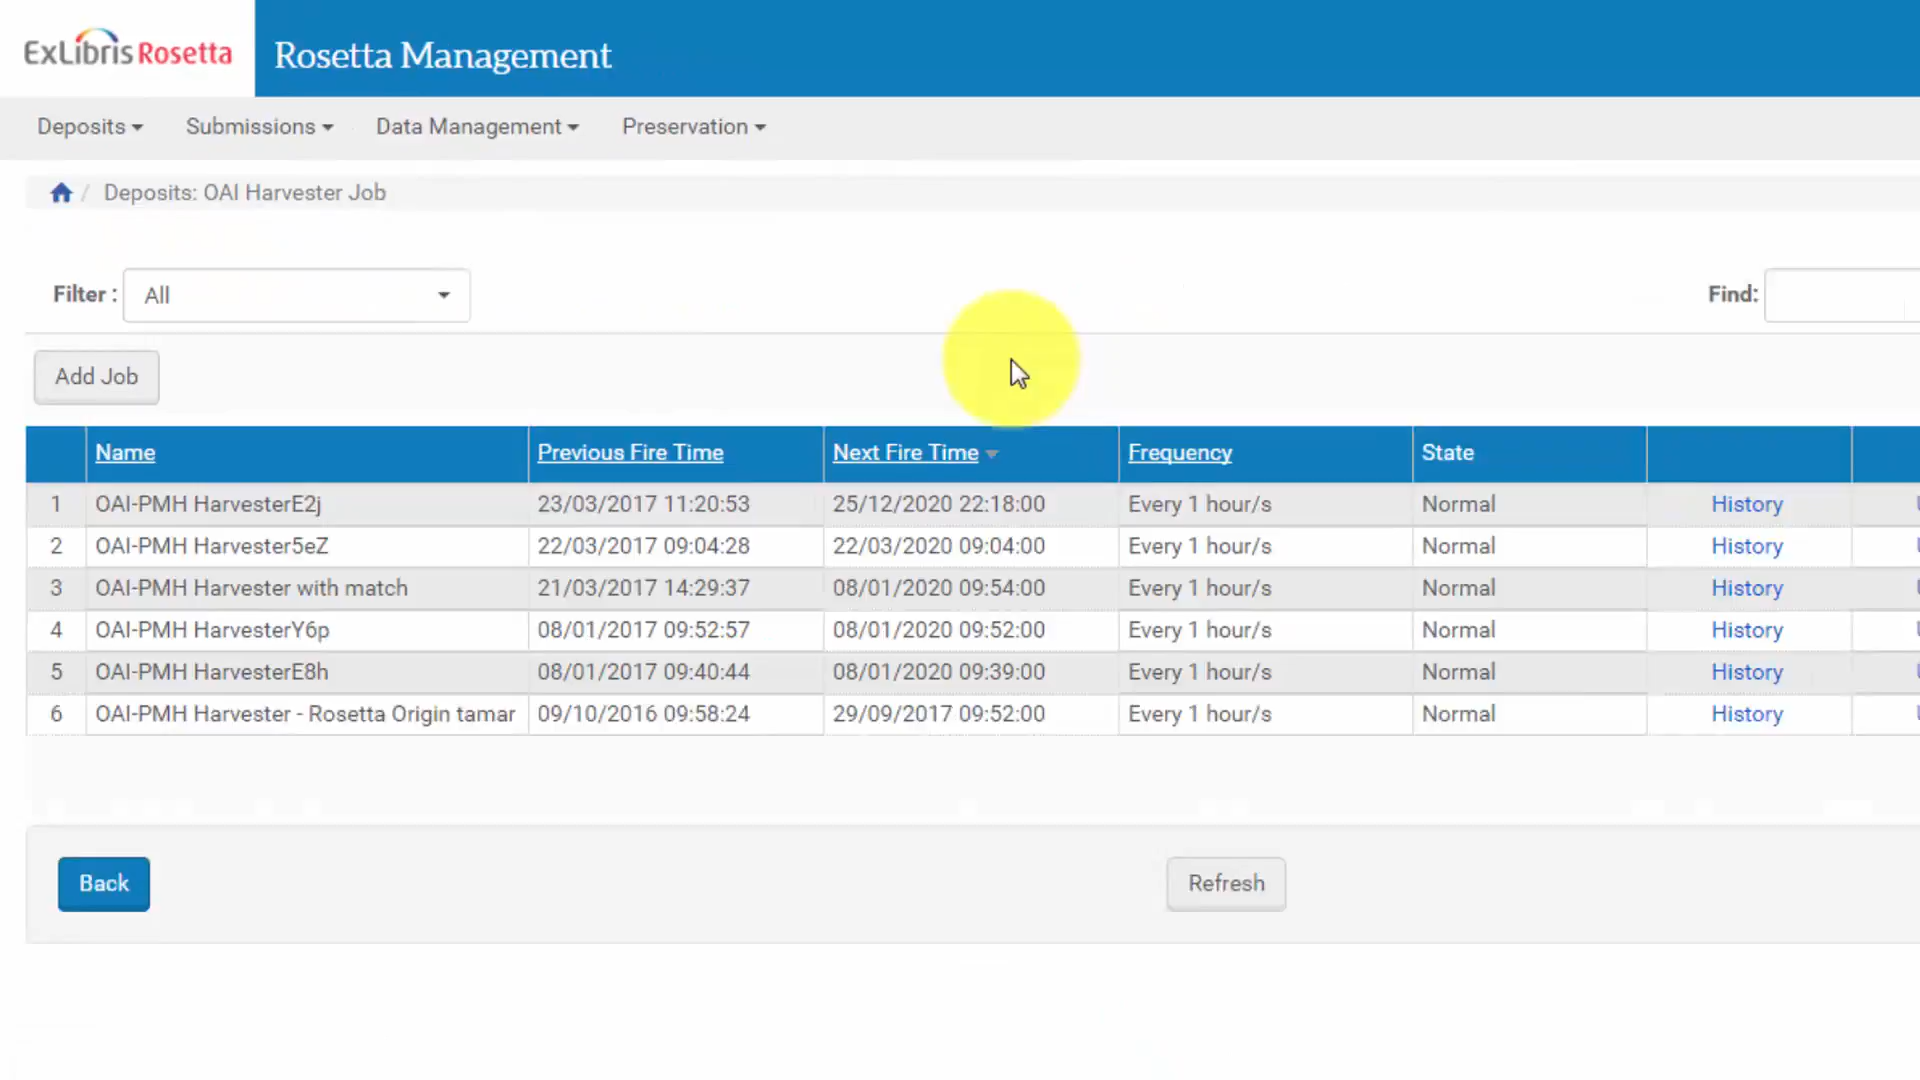 ExLibris Rosetta
Rosetta Management
Deposits Submissions Data Management Preservation
/ Deposits: OAI Harvester Job
Filter : All Find:
Add Job
Name Previous Fire Time Next Fire Time Frequency State
1 OAI-PMH HarvesterE2j 23/03/2017 11:20:53 25/12/2020 22:18:00 Every 1 hour/s Normal History
2 OAI-PMH Harvester5eZ 22/03/2017 09:04:28 22/03/2020 09:04:00 Every 1 hour/s Normal History
3 OAI-PMH Harvester with match 21/03/2017 14:29:37 08/01/2020 09:54:00 Every 1 hour/s Normal History
4 OAI-PMH HarvesterY6p 08/01/2017 09:52:57 08/01/2020 09:52:00 Every 1 hour/s Normal History
5 OAI-PMH HarvesterE8h 08/01/2017 09:40:44 08/01/2020 09:39:00 Every 1 hour/s Normal History
6 OAI-PMH Harvester - Rosetta Origin tamar 09/10/2016 09:58:24 29/09/2017 09:52:00 Every 1 hour/s Normal History
Back Refresh